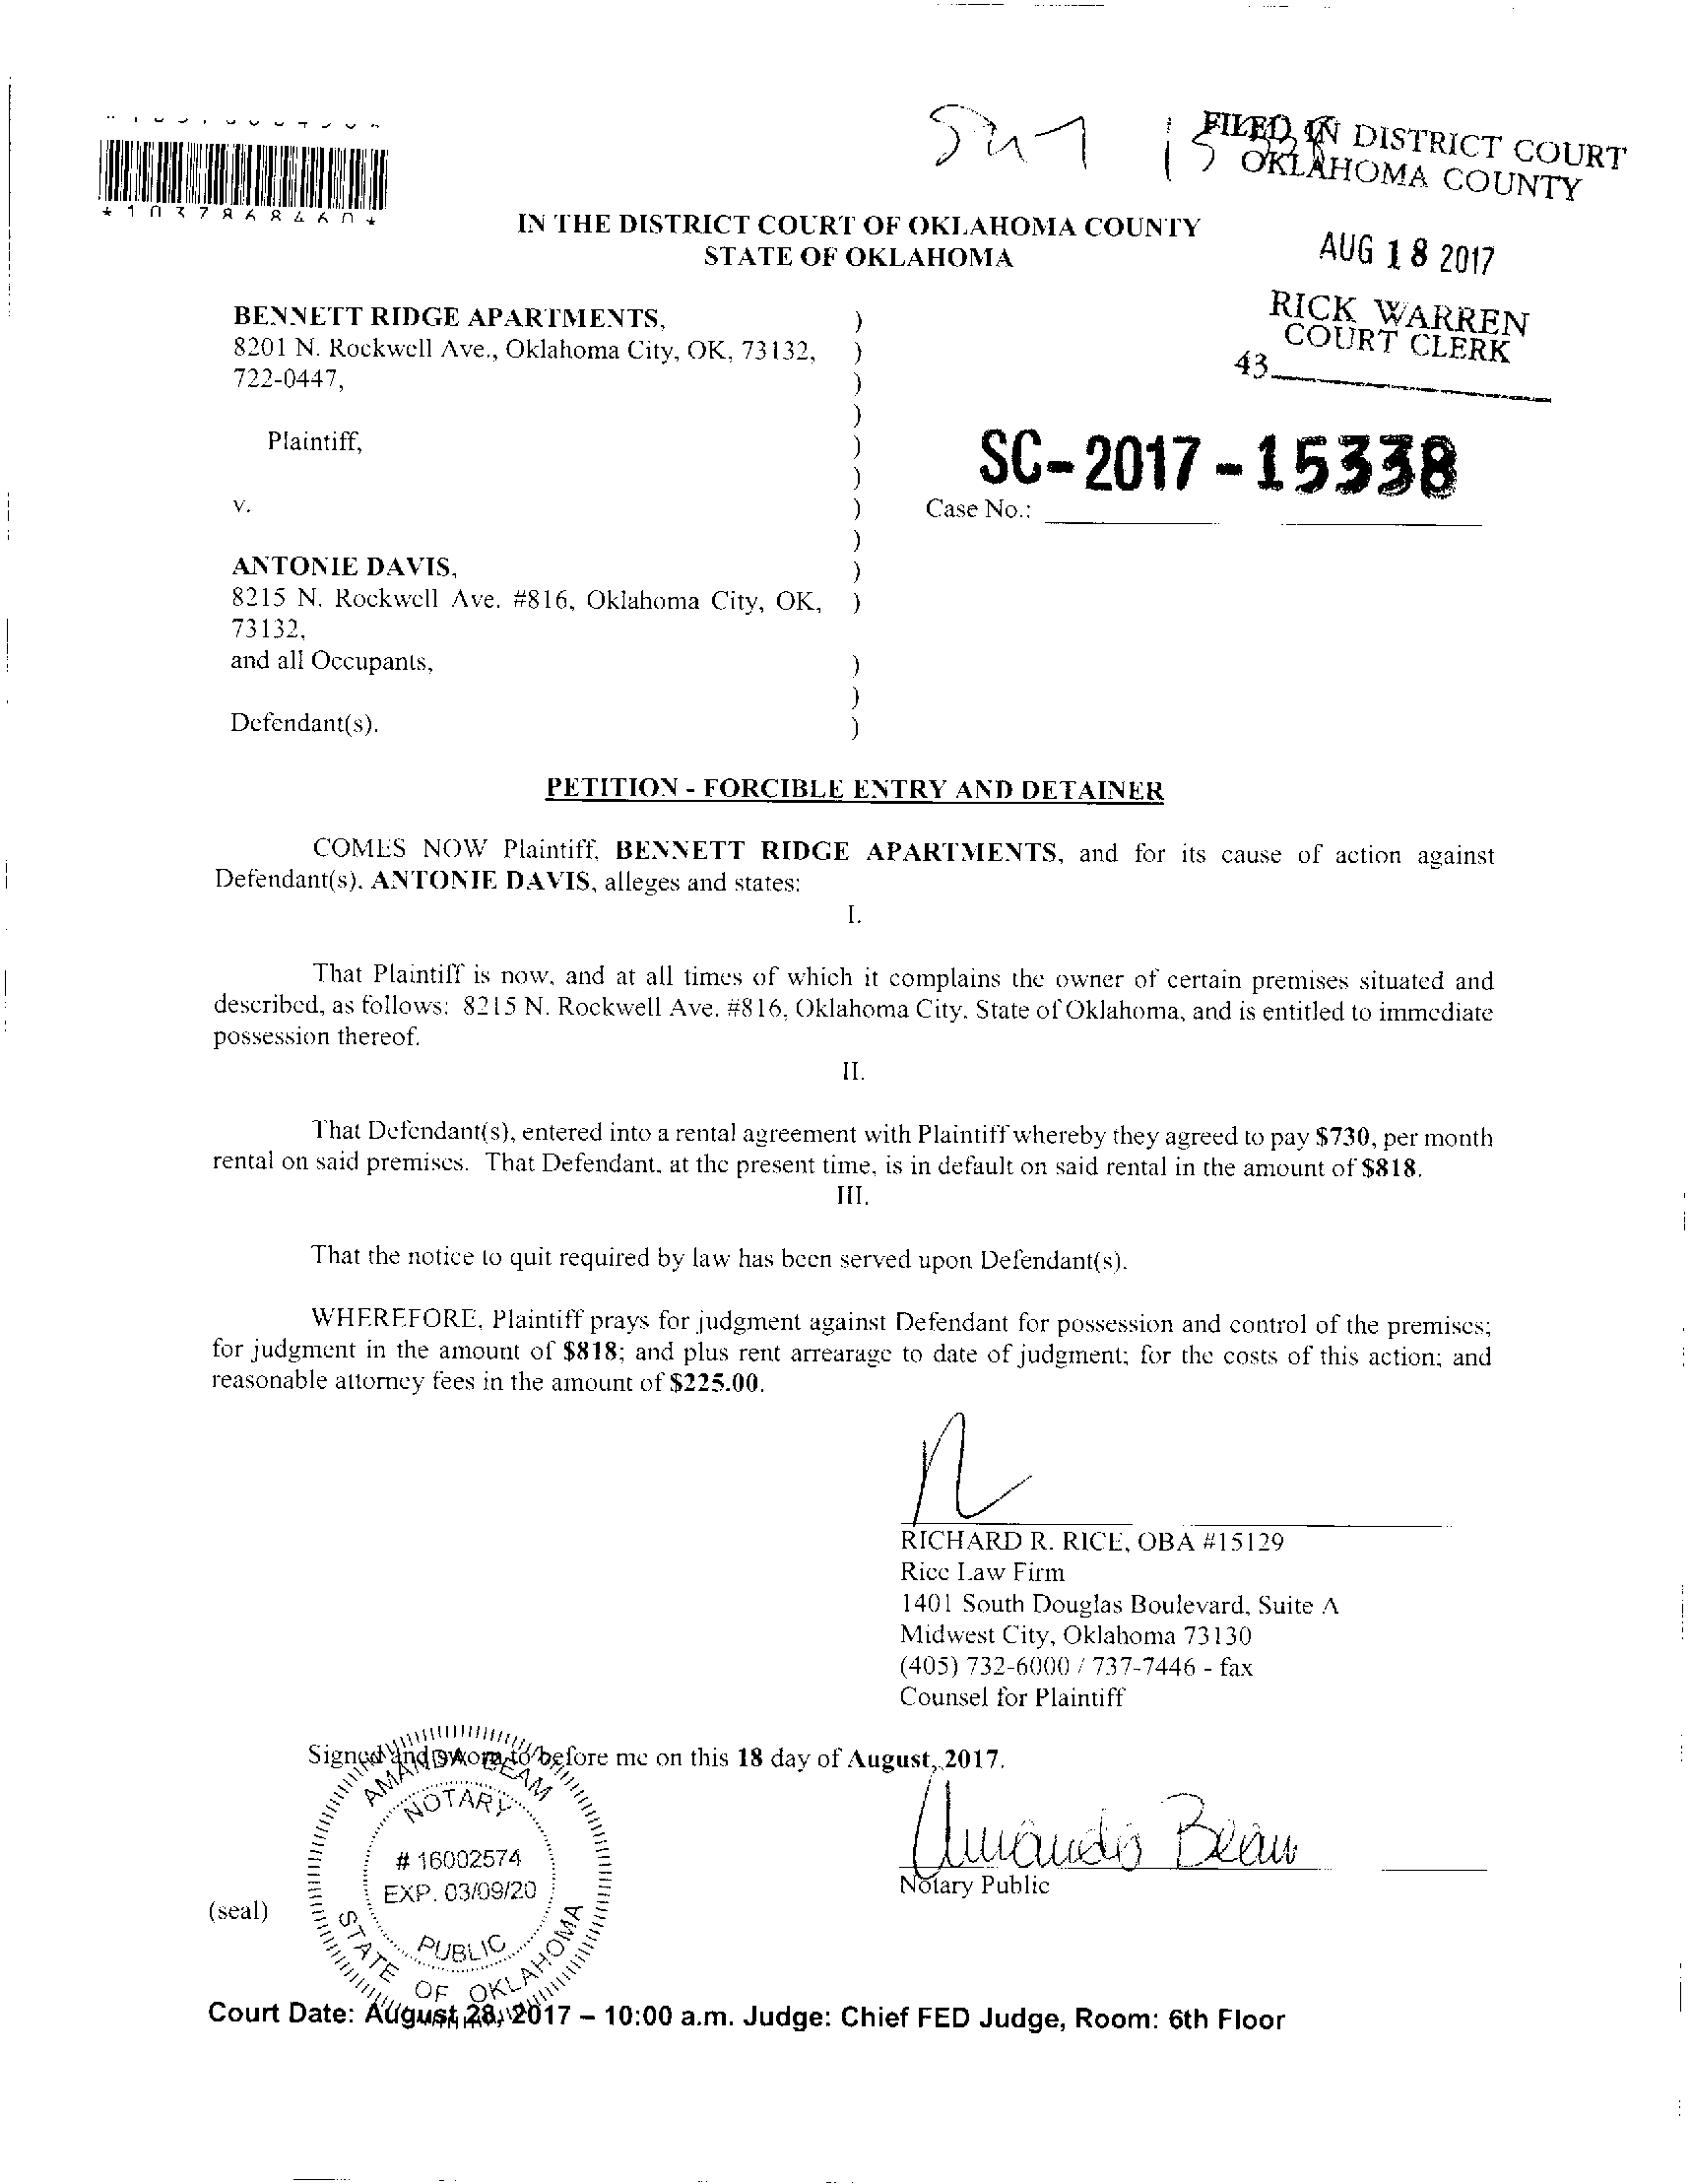 *1037868460*
FILED IN DISTRICT COURT
OKLAHOMA COUNTY
IN THE DISTRICT COURT OF OKLAHOMA COUNTY
STATE OF OKLAHOMA
AUG 18 2017
RICK WARREN
COURT CLERK
43
BENNETT RIDGE APARTMENTS, )
8201 N. Rockwell Ave., Oklahoma City, OK, 73132, )
722-0447, )
)
Plaintiff, )
)
SC-2017-15338
v. ) Case No.:
)
ANTONIE DAVIS, )
8215 N. Rockwell Ave. #816, Oklahoma City, OK, )
73132,
and all Occupants, )
)
Defendant(s). )
PETITION - FORCIBLE ENTRY AND DETAINER
COMES NOW Plaintiff, BENNETT RIDGE APARTMENTS, and for its cause of action against
Defendant(s), ANTONIE DAVIS, alleges and states:
I.
That Plaintiff is now, and at all times of which it complains the owner of certain premises situated and
described, as follows: 8215 N. Rockwell Ave. #816, Oklahoma City, State of Oklahoma, and is entitled to immediate
possession thereof.
II.
That Defendant(s), entered into a rental agreement with Plaintiff whereby they agreed to pay $730, per month
rental on said premises. That Defendant, at the present time, is in default on said rental in the amount of $818.
III.
That the notice to quit required by law has been served upon Defendant(s).
WHEREFORE, Plaintiff prays for judgment against Defendant for possession and control of the premises;
for judgment in the amount of $818; and plus rent arrearage to date of judgment; for the costs of this action; and
reasonable attorney fees in the amount of $225.00.
RICHARD R. RICE, OBA #15129
Rice Law Firm
1401 South Douglas Boulevard, Suite A
Midwest City, Oklahoma 73130
(405) 732-6000 / 737-7446 - fax
Counsel for Plaintiff
Signed and sworn to before me on this 18 day of August, 2017.
AMANDA BEAM
NOTARY
# 16002574
EXP. 03/09/20
PUBLIC
STATE OF OKLAHOMA
Amanda Beam
Notary Public
(seal)
Court Date: August 28, 2017 – 10:00 a.m. Judge: Chief FED Judge, Room: 6th Floor